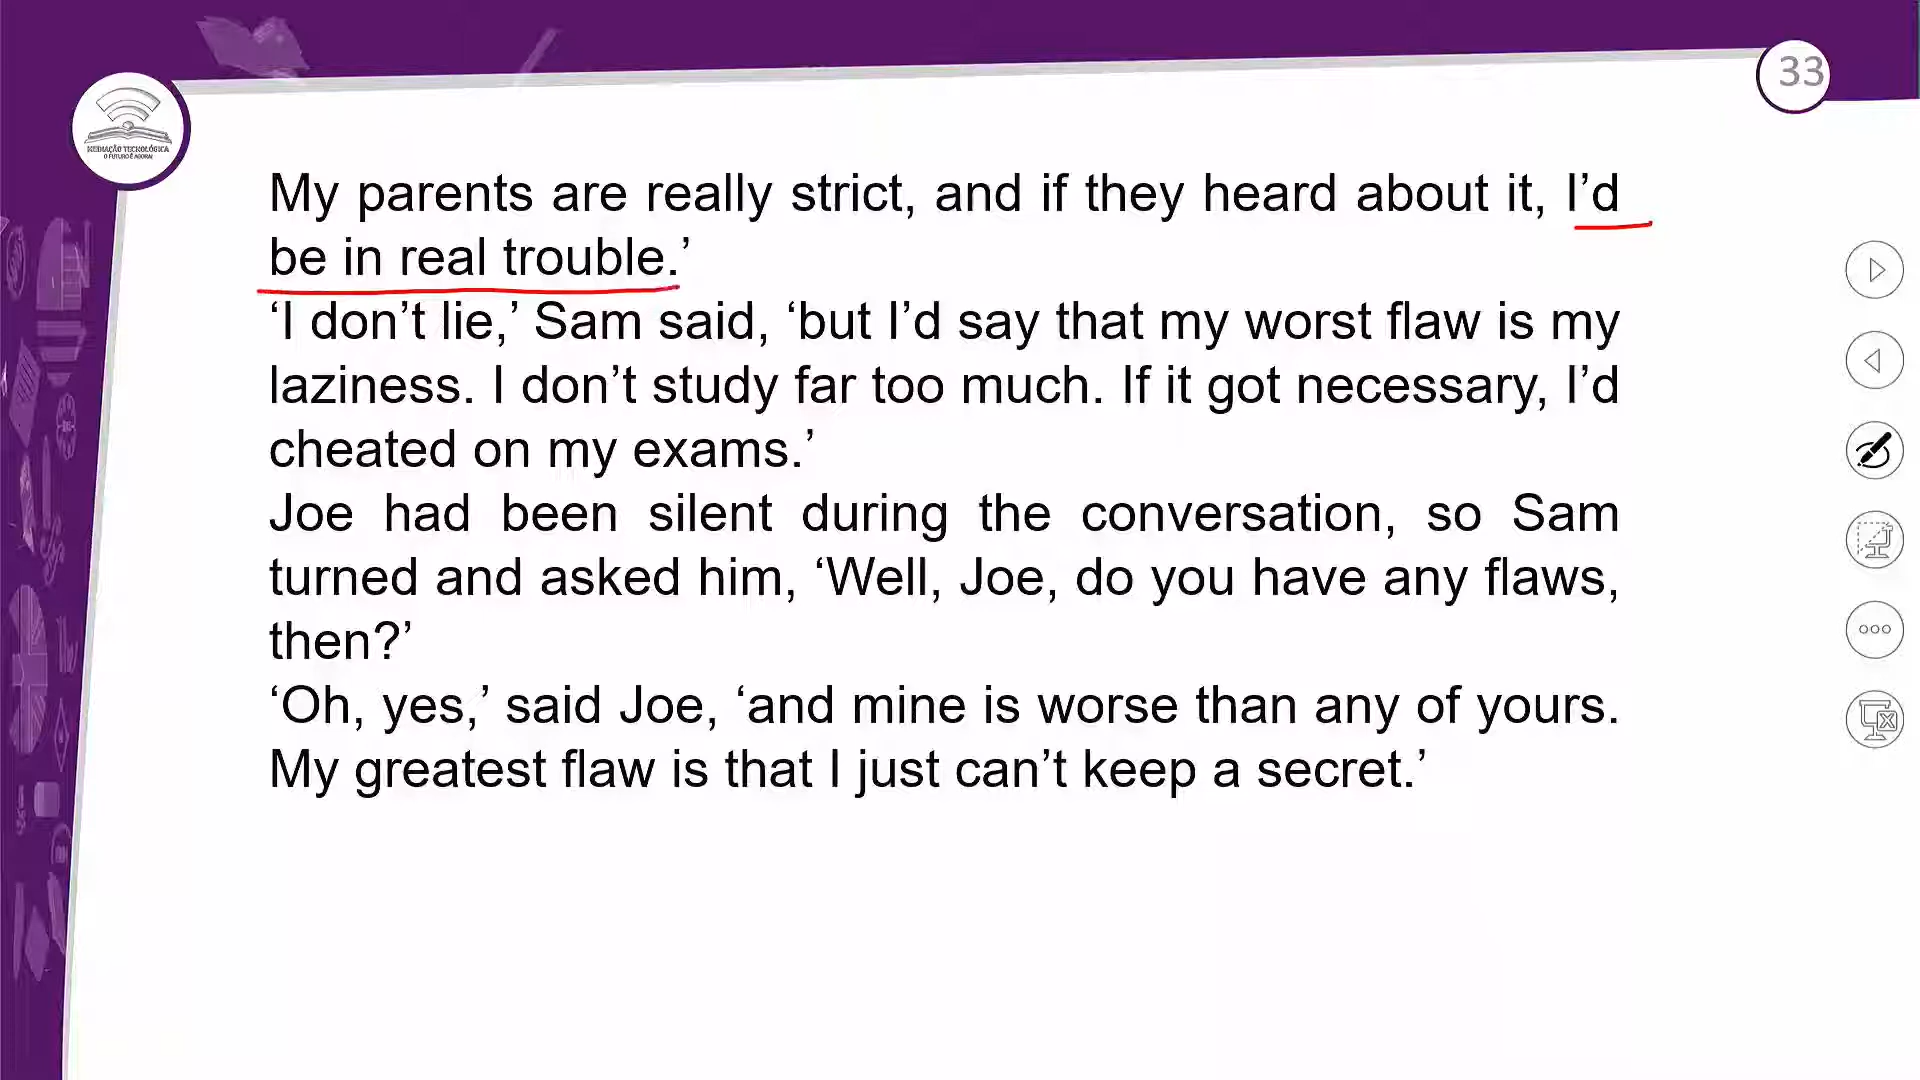 33
MEDIAÇÃO TECNOLÓGICA
O FUTURO É AGORA!
My parents are really strict, and if they heard about it, I’d
be in real trouble.’
‘I don’t lie,’ Sam said, ‘but I’d say that my worst flaw is my
laziness. I don’t study far too much. If it got necessary, I’d
cheated on my exams.’
Joe had been silent during the conversation, so Sam
turned and asked him, ‘Well, Joe, do you have any flaws,
then?’
‘Oh, yes,’ said Joe, ‘and mine is worse than any of yours.
My greatest flaw is that I just can’t keep a secret.’